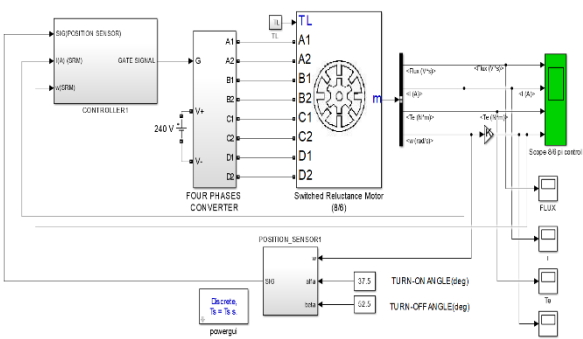 SIG(POSITION SENSOR)
I(A) (SRM)
GATE SIGNAL
w(SRM)
CONTROLLER1
G
V+
V-
A1
A2
B1
B2
C1
C2
D1
D2
240 V
FOUR PHASES
CONVERTER
TL
TL
TL
A1
A2
B1
B2
C1
C2
D1
D2
m
Switched Reluctance Motor
(8/6)
<Flux (V*s)>
<I (A)>
<Te (N*m)>
<w (rad/s)>
<Flux (V*s)>
<I (A)>
<Te (N*m)>
K
Scope 8/6 pi control
FLUX
I
Te
POSITION_SENSOR1
SIG
w
alfa
beta
37.5
TURN-ON ANGLE(deg)
52.5
TURN-OFF ANGLE(deg)
Discrete,
Ts = Ts s.
powergui